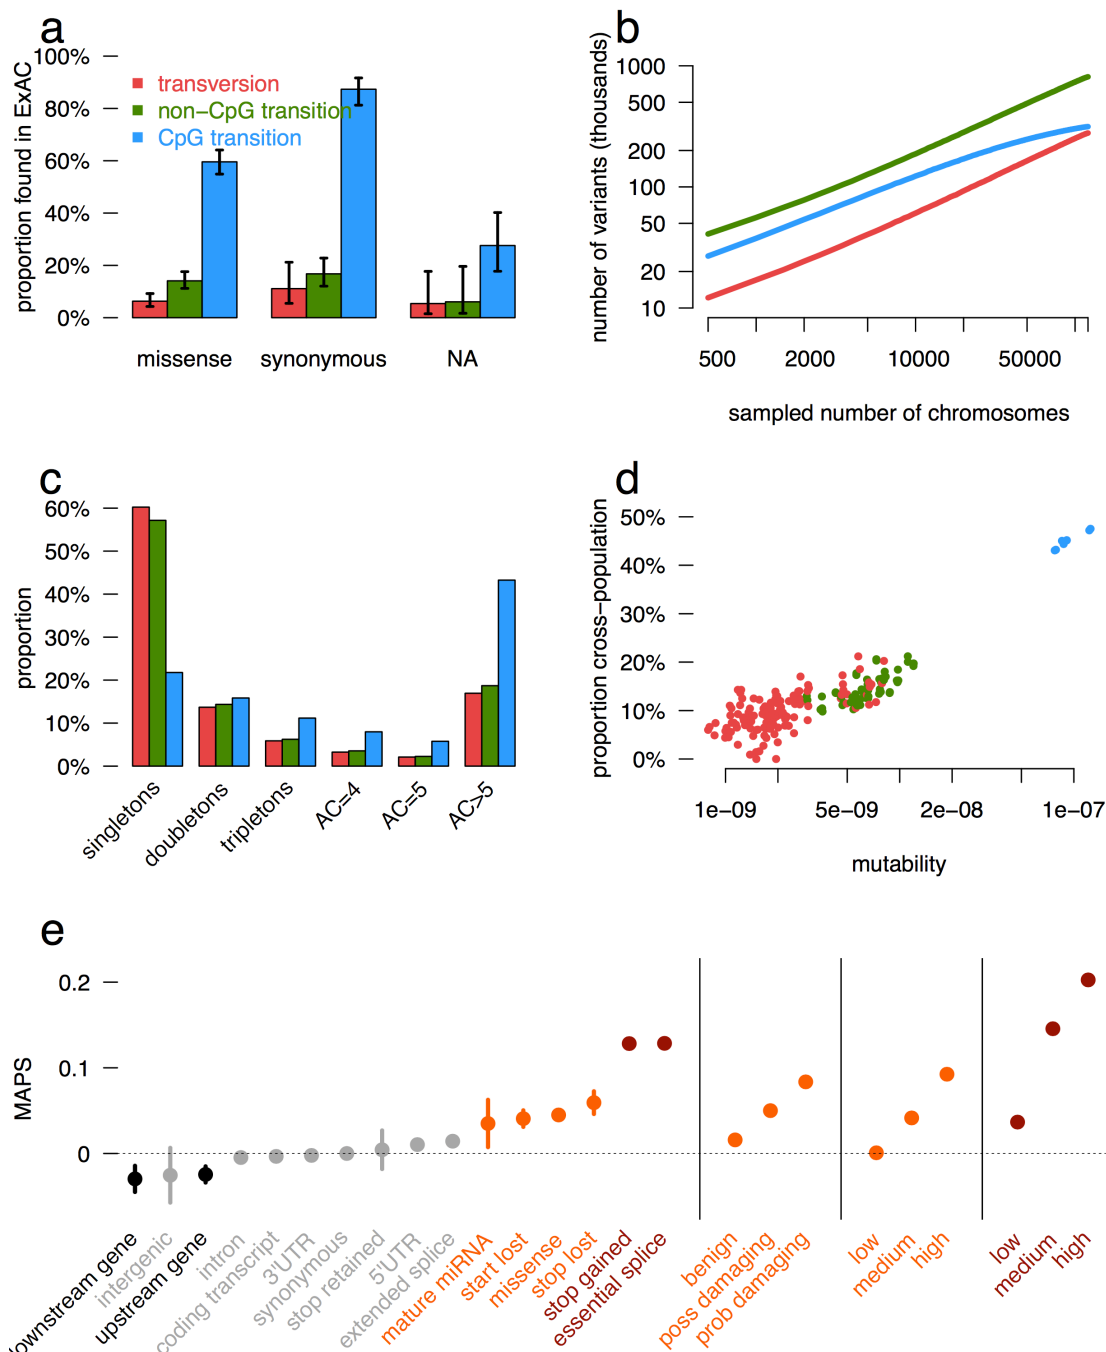 a
100%
80%
60%
40%
20%
0%
proportion found in ExAC
transversion
non−CpG transition
CpG transition
missense
synonymous
NA
b
1000
500
200
100
50
20
10
number of variants (thousands)
500
2000
10000
50000
sampled number of chromosomes
c
60%
50%
40%
30%
20%
10%
0%
proportion
singletons
doubletons
tripletons
AC=4
AC=5
AC>5
d
50%
40%
30%
20%
10%
0%
proportion cross−population
1e−09
5e−09
2e−08
1e−07
mutability
e
0.2
0.1
0
MAPS
downstream gene
intergenic
upstream gene
intron
coding transcript
3'UTR
synonymous
stop retained
5'UTR
extended splice
mature miRNA
start lost
missense
stop lost
stop gained
essential splice
benign
poss damaging
prob damaging
low
medium
high
low
medium
high